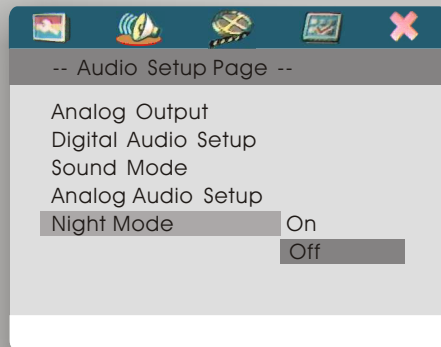 -- Audio Setup Page --
Analog Output
Digital Audio Setup
Sound Mode
Analog Audio Setup
Night Mode On
Off